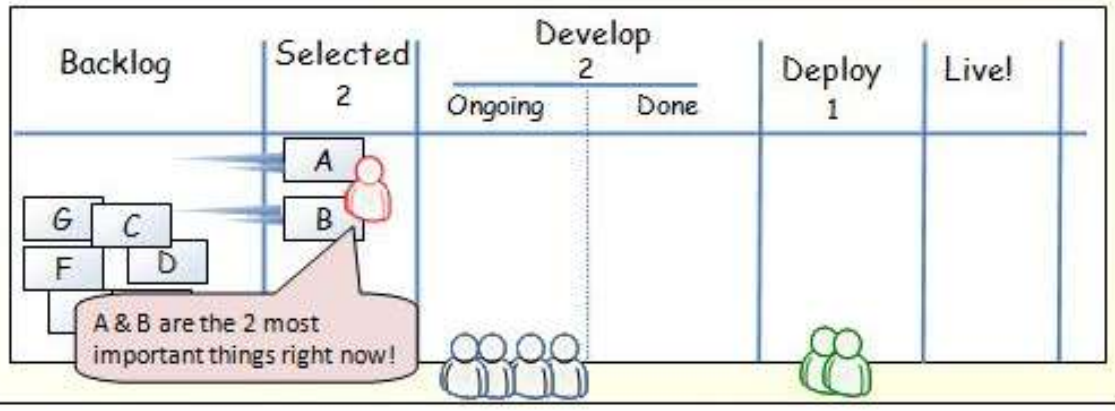 Backlog
Selected
2
Develop
2
Ongoing Done
Deploy
1
Live!
A
B
G
C
F
D
A & B are the 2 most
important things right now!